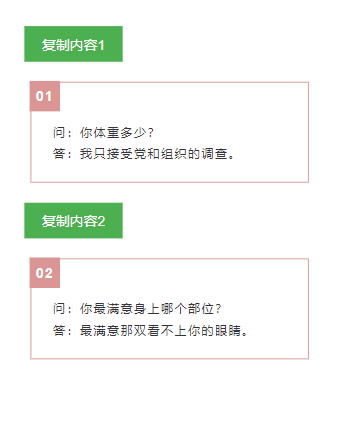 复制内容1
01
问：你体重多少？
答：我只接受党和组织的调查。
复制内容2
02
问：你最满意身上哪个部位？
答：最满意那双看不上你的眼睛。